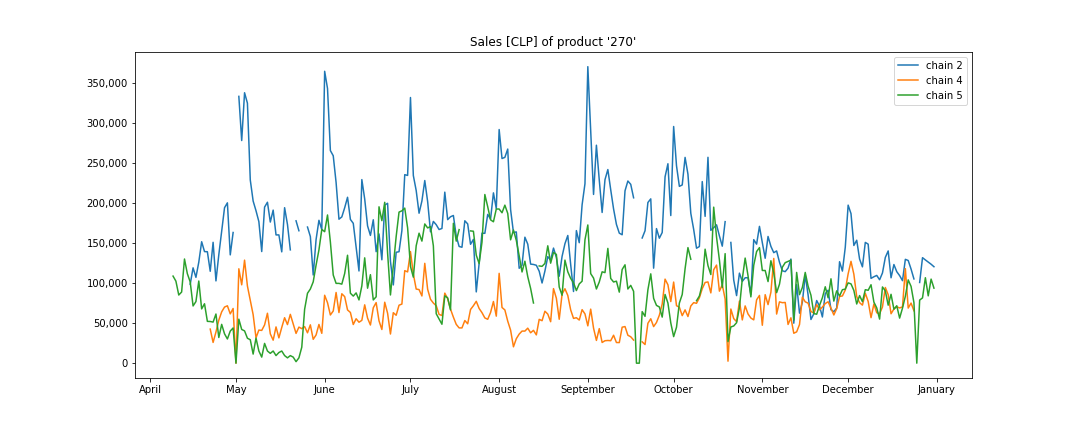 Sales [CLP] of product '270'
chain 2
chain 4
chain 5
350,000
300,000
250,000
200,000
150,000
100,000
50,000
0
April May June July August September October November December January